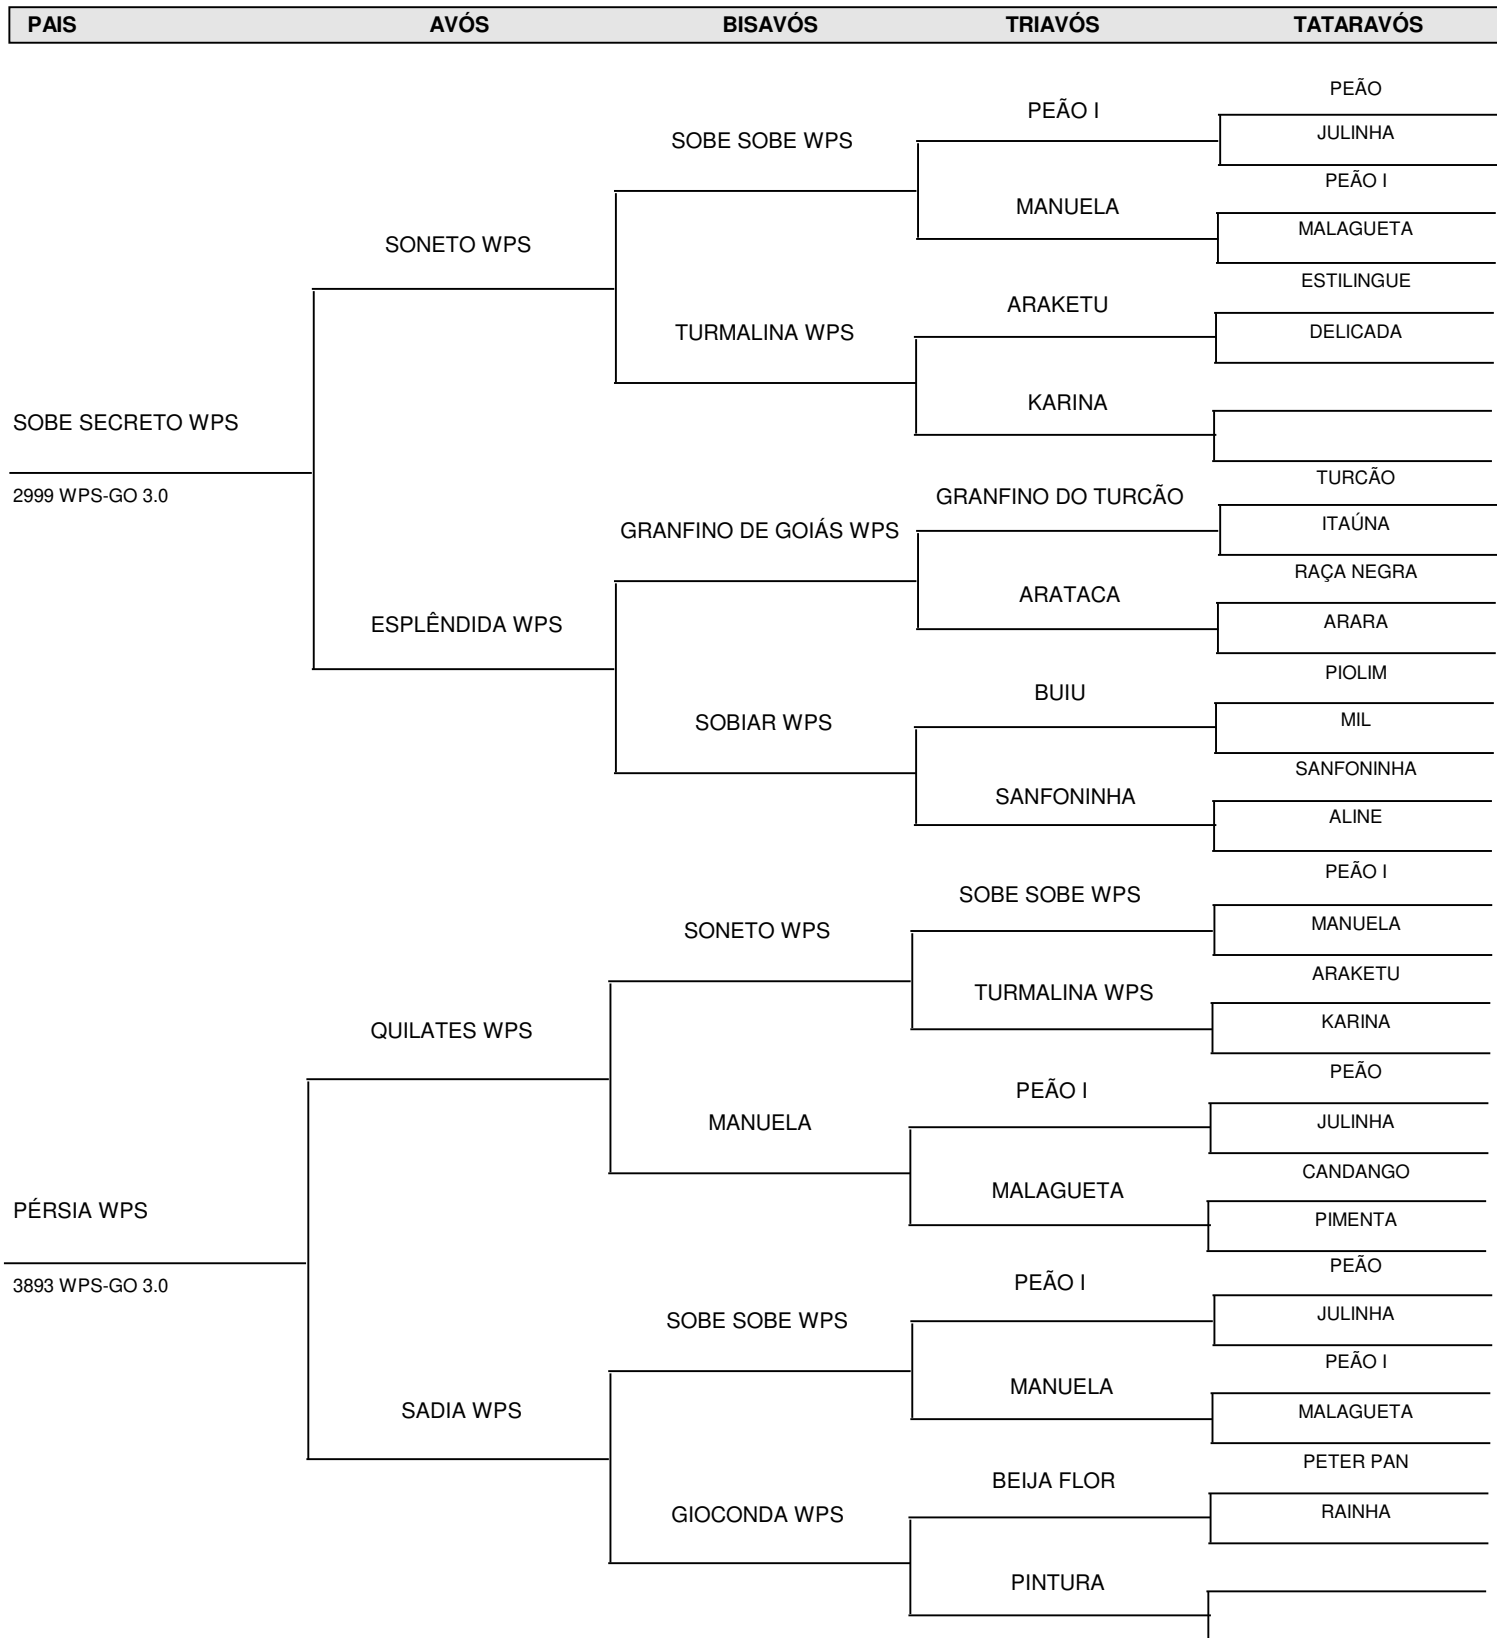 PAIS AVÓS BISAVÓS TRIAVÓS TATARAVÓS
PEÃO
PEÃO I
JULINHA
SOBE SOBE WPS
PEÃO I
MANUELA
MALAGUETA
SONETO WPS
ESTILINGUE
ARAKETU
TURMALINA WPS
DELICADA
KARINA
SOBE SECRETO WPS
TURCÃO
2999 WPS-GO 3.0
GRANFINO DO TURCÃO
ITAÚNA
GRANFINO DE GOIÁS WPS
RAÇA NEGRA
ARATACA
ARARA
ESPLÊNDIDA WPS
PIOLIM
BUIU
MIL
SOBIAR WPS
SANFONINHA
SANFONINHA
ALINE
PEÃO I
SOBE SOBE WPS
MANUELA
SONETO WPS
ARAKETU
TURMALINA WPS
KARINA
QUILATES WPS
PEÃO
PEÃO I
JULINHA
MANUELA
CANDANGO
MALAGUETA
PÉRSIA WPS
PIMENTA
PEÃO
3893 WPS-GO 3.0
PEÃO I
JULINHA
SOBE SOBE WPS
PEÃO I
MANUELA
SADIA WPS
MALAGUETA
PETER PAN
BEIJA FLOR
RAINHA
GIOCONDA WPS
PINTURA